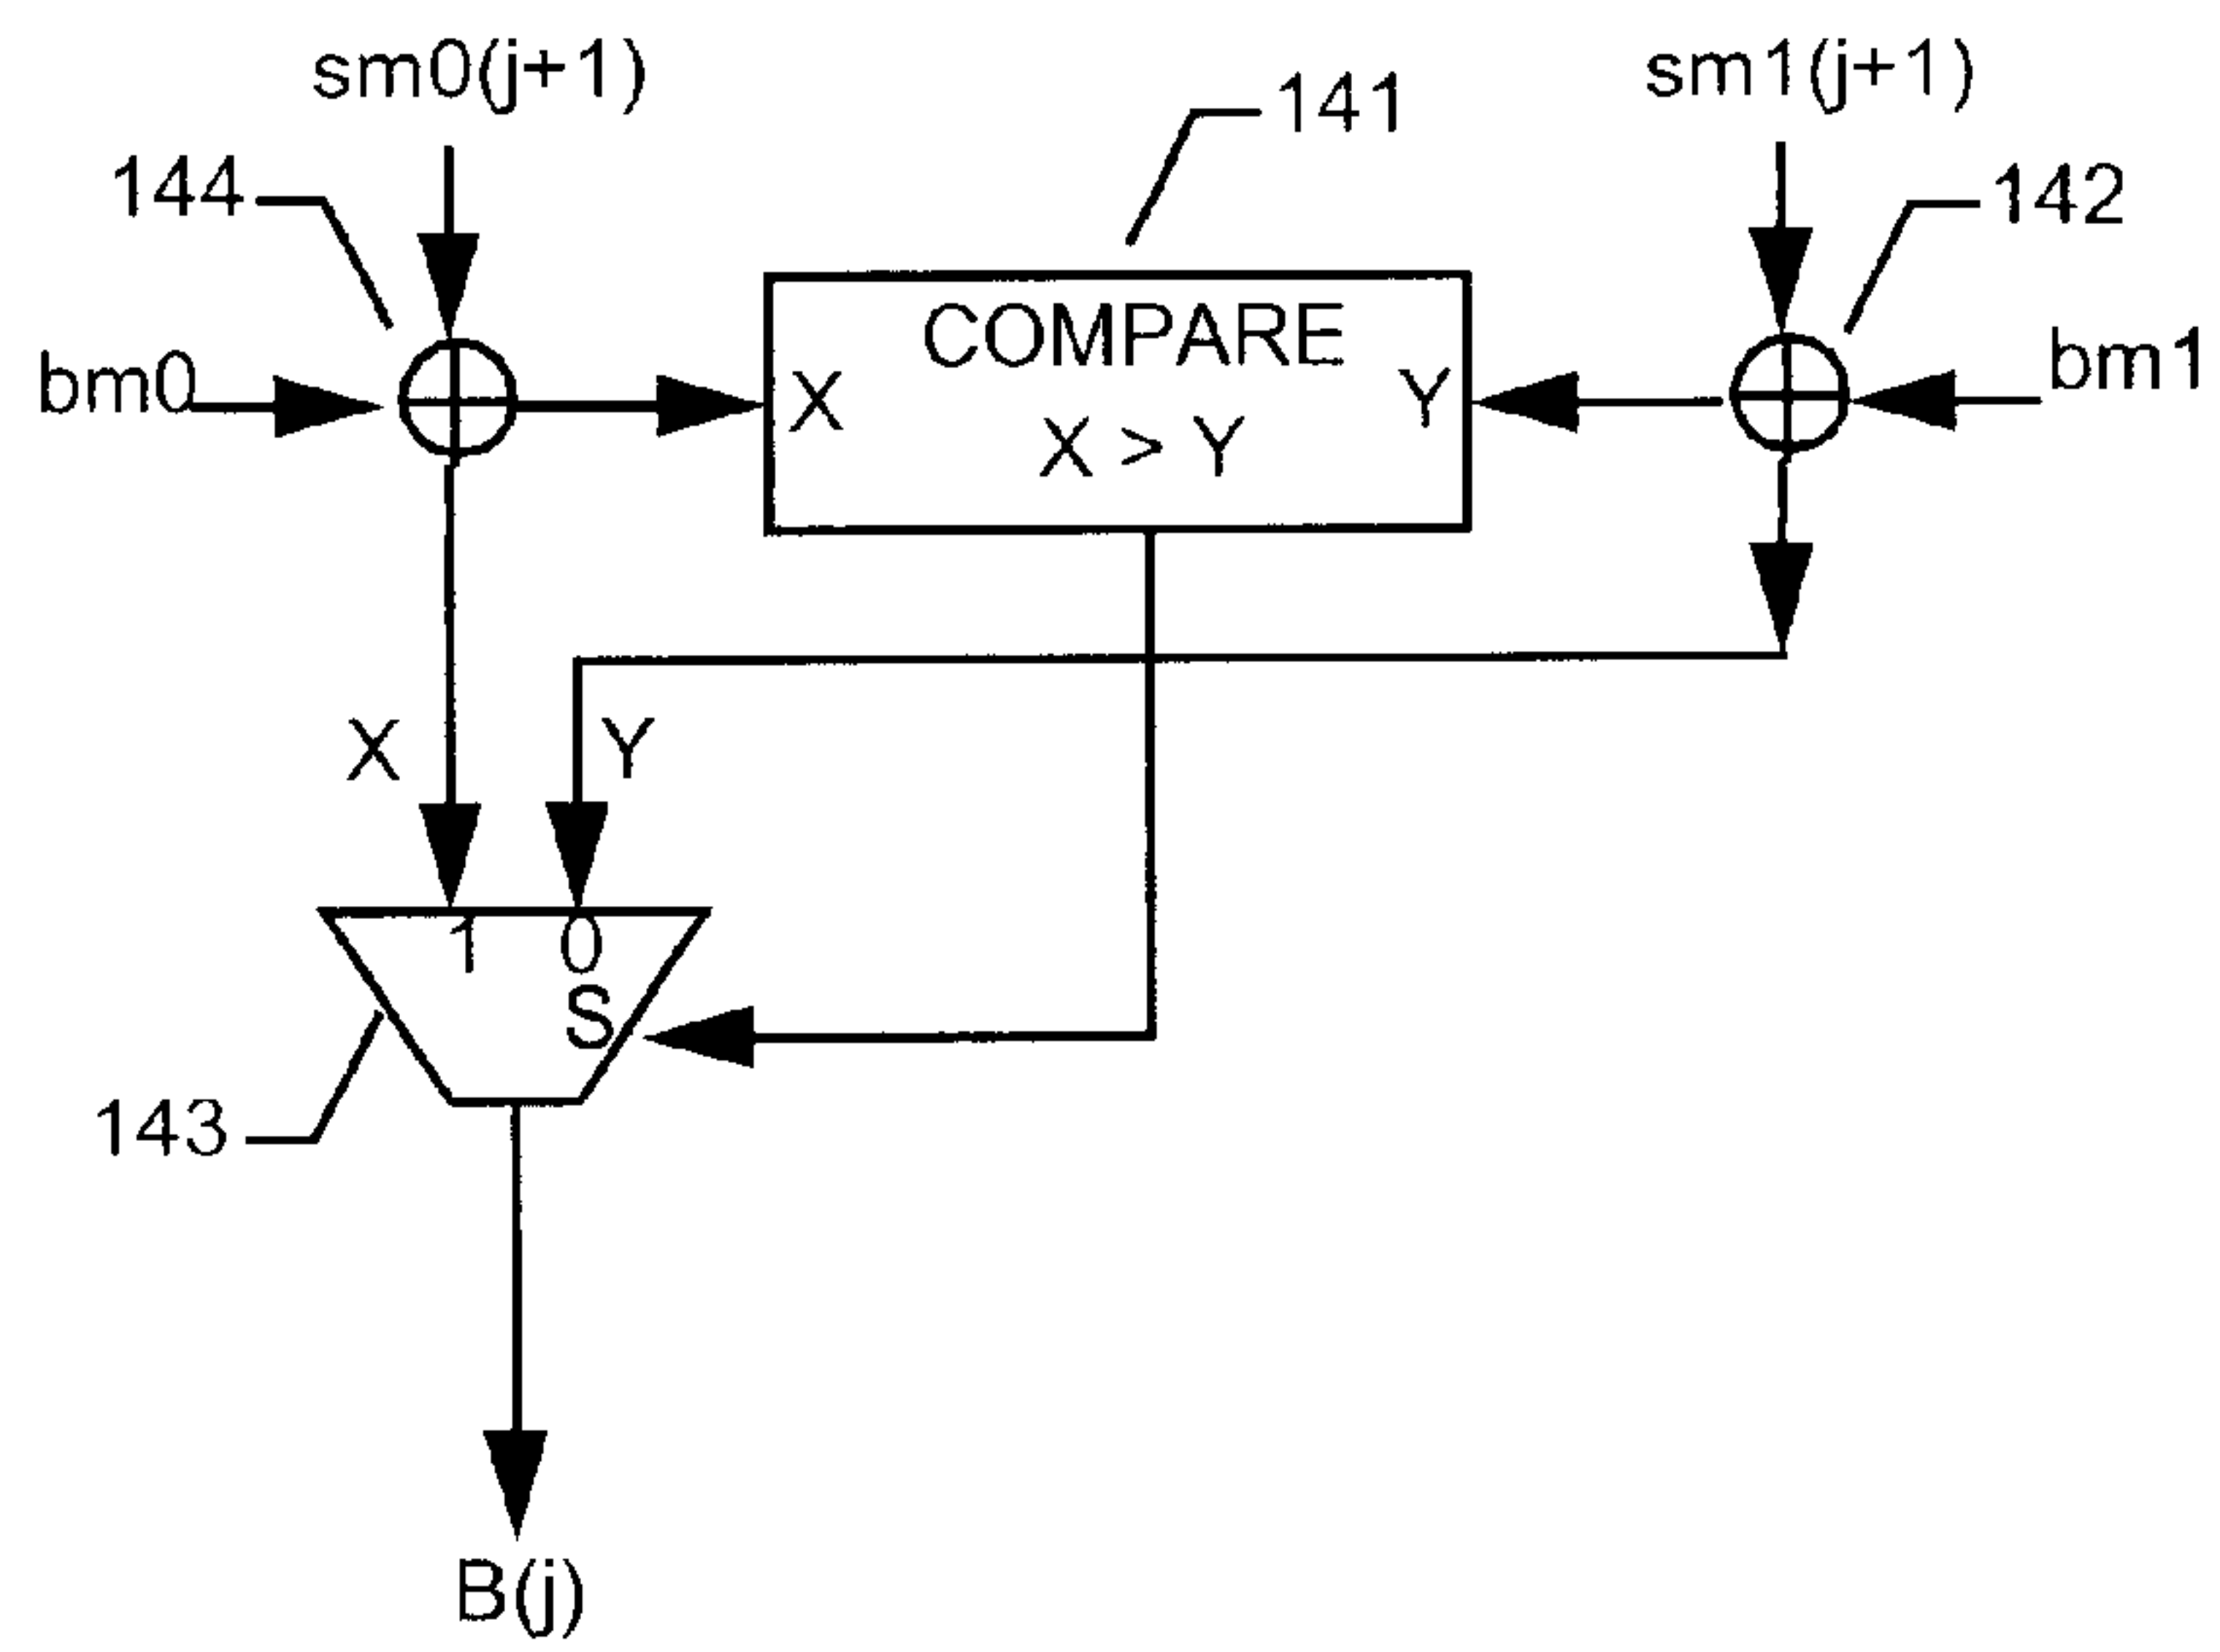 sm0(j+1)
sm1(j+1)
141
144
142
bm0
COMPARE
X
Y
bm1
X > Y
X
Y
1
0
S
143
B(j)